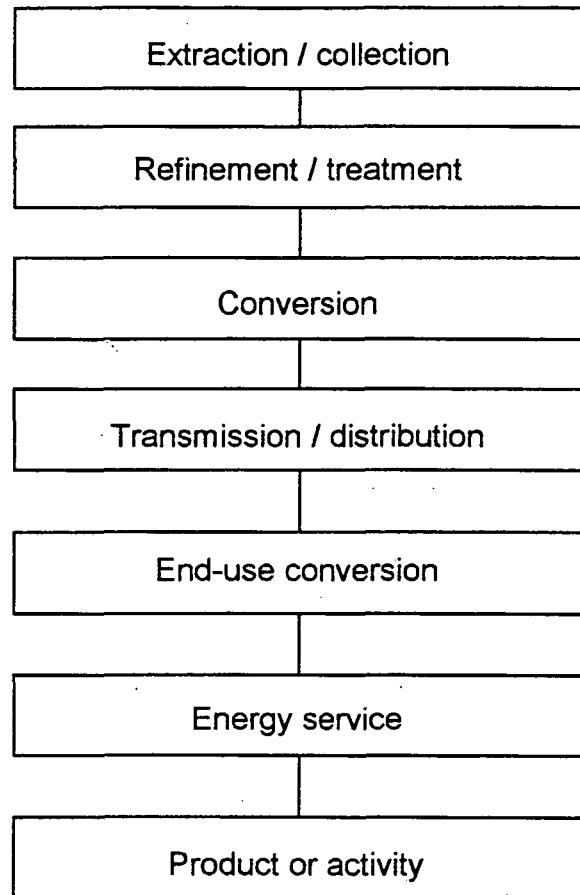 Extraction / collection
Refinement / treatment
Conversion
Transmission / distribution
End-use conversion
Energy service
Product or activity